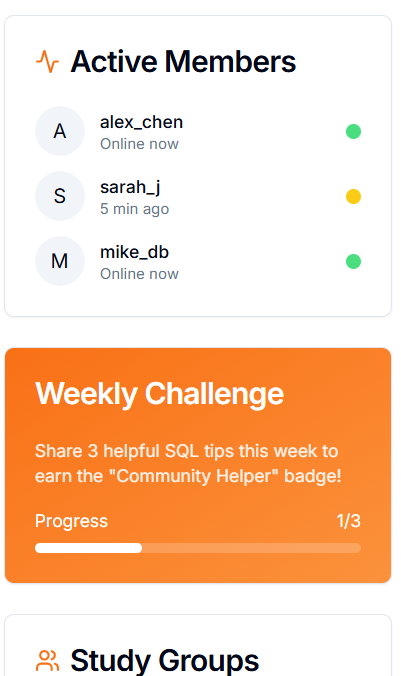 Active Members
A
alex_chen
Online now
S
sarah_j
5 min ago
M
mike_db
Online now
Weekly Challenge
Share 3 helpful SQL tips this week to
earn the "Community Helper" badge!
Progress 1/3
Study Groups